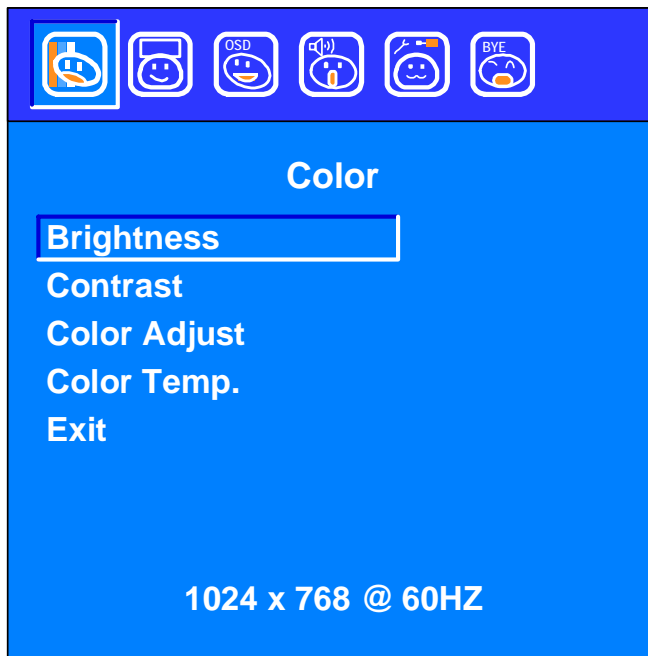 OSD
BYE
Color
Brightness
Contrast
Color Adjust
Color Temp.
Exit
1024 x 768 @ 60HZ